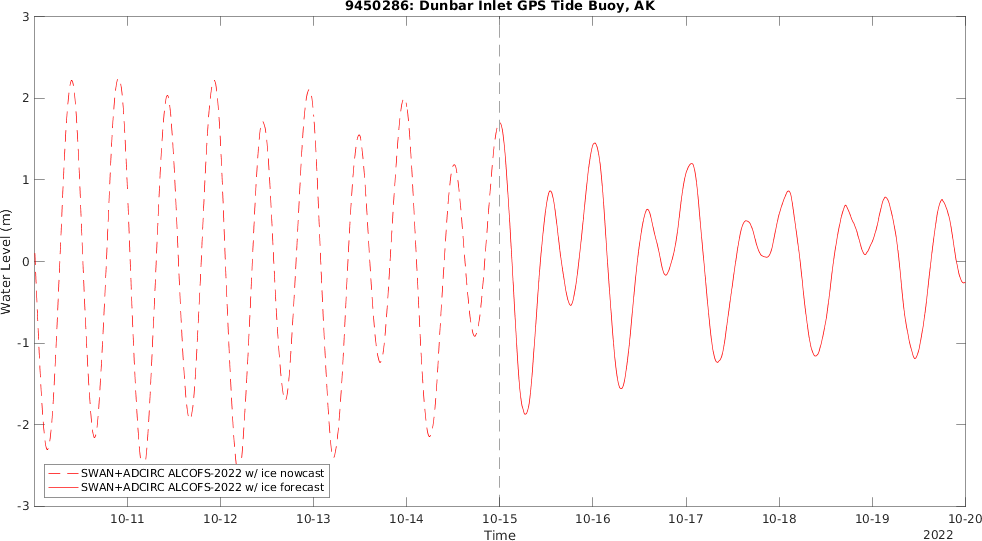 9450286: Dunbar Inlet GPS Tide Buoy, AK
3
2
1
0
-1
-2
-3
Water Level (m)
SWAN+ADCIRC ALCOFS-2022 w/ ice nowcast
SWAN+ADCIRC ALCOFS-2022 w/ ice forecast
10-11 10-12 10-13 10-14 10-15 10-16 10-17 10-18 10-19 10-20
Time
2022